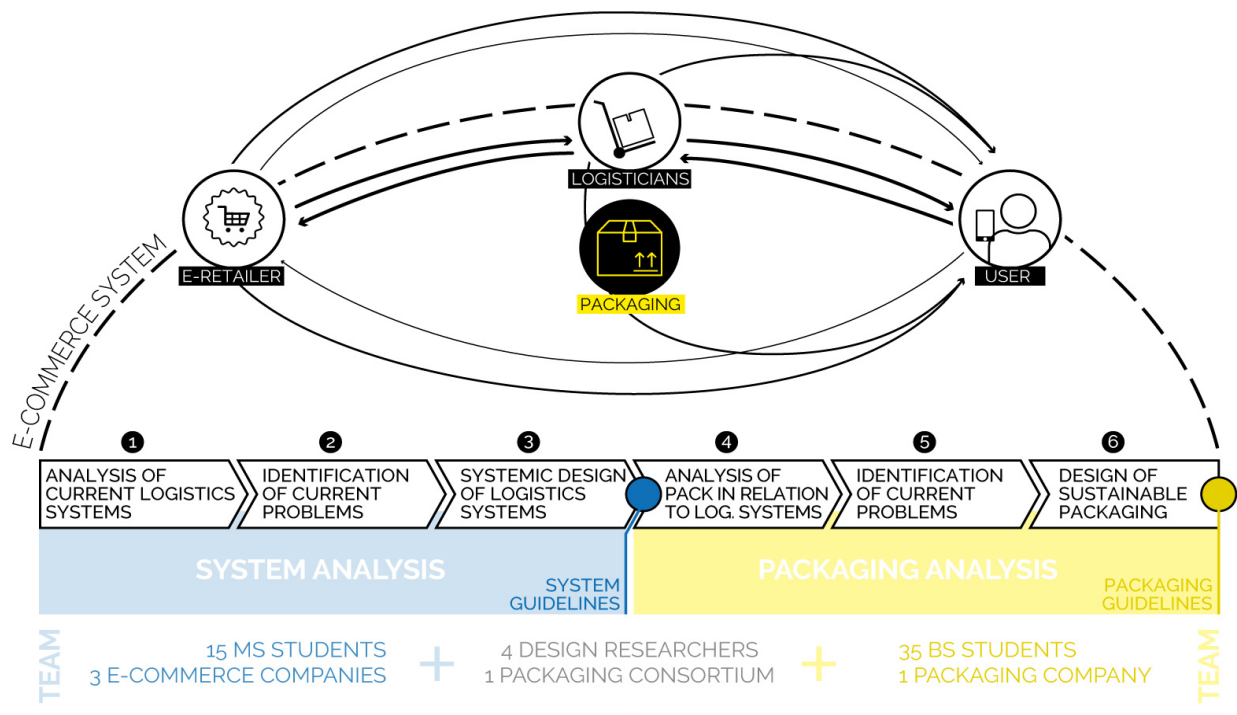 E-COMMERCE SYSTEM
LOGISTICIANS
E-RETAILER
PACKAGING
USER
1
ANALYSIS OF
CURRENT LOGISTICS
SYSTEMS
2
IDENTIFICATION
OF CURRENT
PROBLEMS
3
SYSTEMIC DESIGN
OF LOGISTICS
SYSTEMS
4
ANALYSIS OF
PACK IN RELATION
TO LOG. SYSTEMS
5
IDENTIFICATION
OF CURRENT
PROBLEMS
6
DESIGN OF
SUSTAINABLE
PACKAGING
SYSTEM ANALYSIS
SYSTEM
GUIDELINES
PACKAGING ANALYSIS
PACKAGING
GUIDELINES
TEAM
15 MS STUDENTS
3 E-COMMERCE COMPANIES
+
4 DESIGN RESEARCHERS
1 PACKAGING CONSORTIUM
+
35 BS STUDENTS
1 PACKAGING COMPANY
TEAM